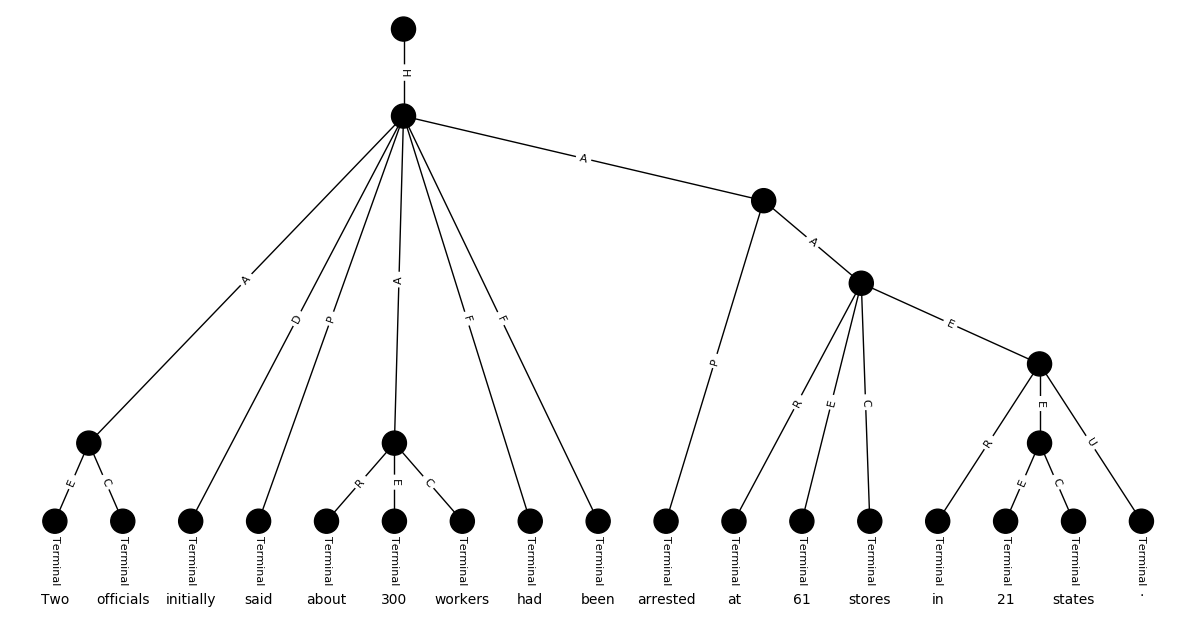 H
A
A
A
D
P
A
F
F
E
P
R
E
C
R
E
U
E
C
R
E
C
E
C
Terminal Terminal Terminal Terminal Terminal Terminal Terminal Terminal Terminal Terminal Terminal Terminal Terminal Terminal Terminal Terminal Terminal
Two officials initially said about 300 workers had been arrested at 61 stores in 21 states .